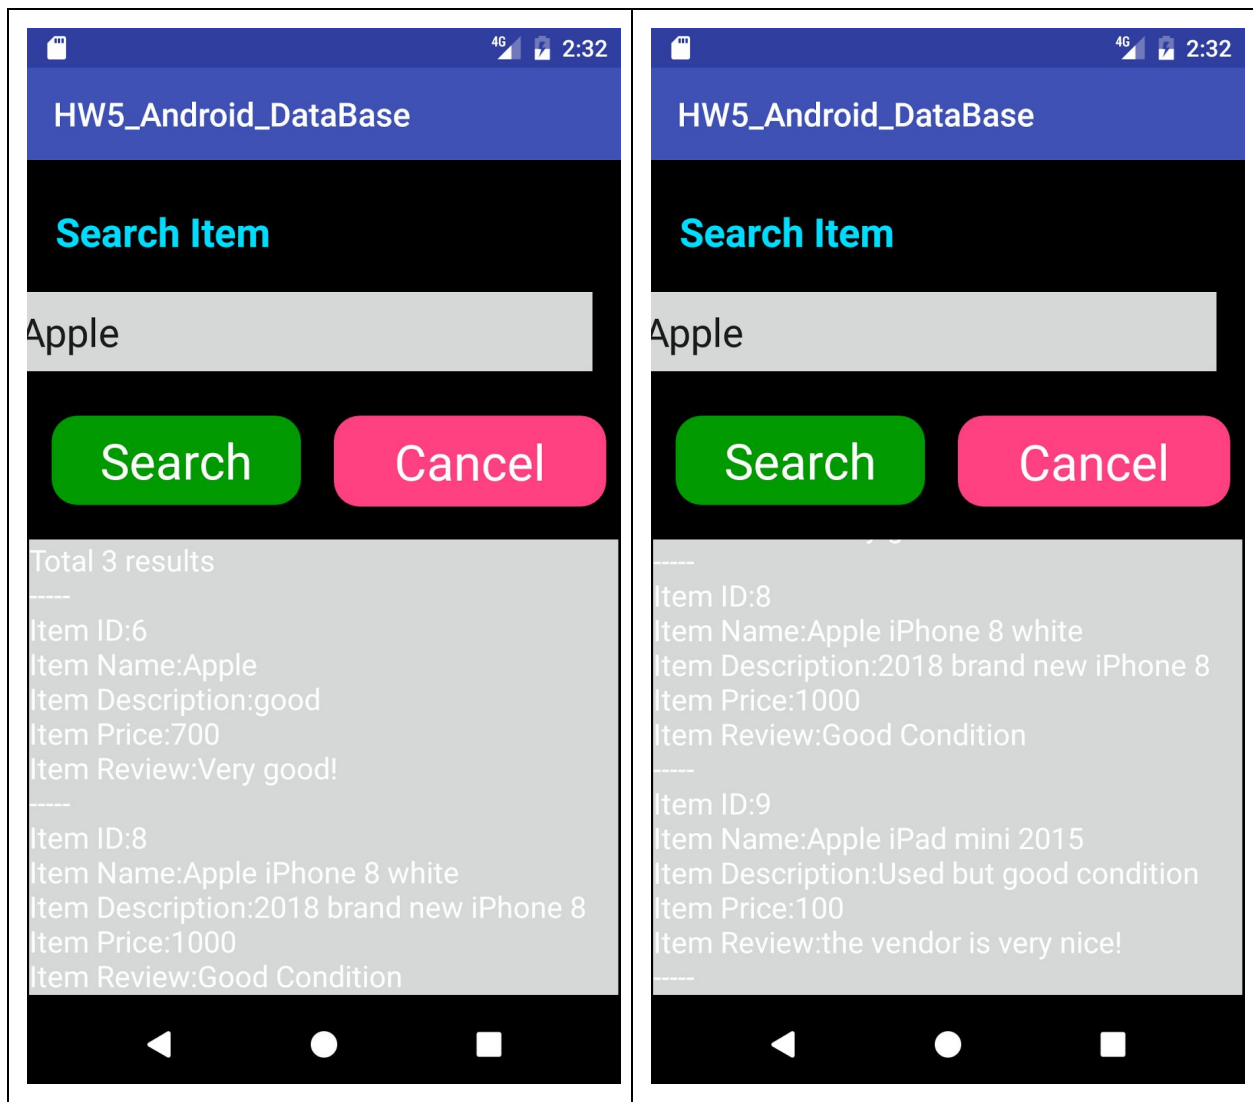 4G 2:32
HW5_Android_DataBase
Search Item
Apple
Search Cancel
Total 3 results
-----
Item ID:6
Item Name:Apple
Item Description:good
Item Price:700
Item Review:Very good!
-----
Item ID:8
Item Name:Apple iPhone 8 white
Item Description:2018 brand new iPhone 8
Item Price:1000
Item Review:Good Condition
4G 2:32
HW5_Android_DataBase
Search Item
Apple
Search Cancel
-----
Item ID:8
Item Name:Apple iPhone 8 white
Item Description:2018 brand new iPhone 8
Item Price:1000
Item Review:Good Condition
-----
Item ID:9
Item Name:Apple iPad mini 2015
Item Description:Used but good condition
Item Price:100
Item Review:the vendor is very nice!
-----